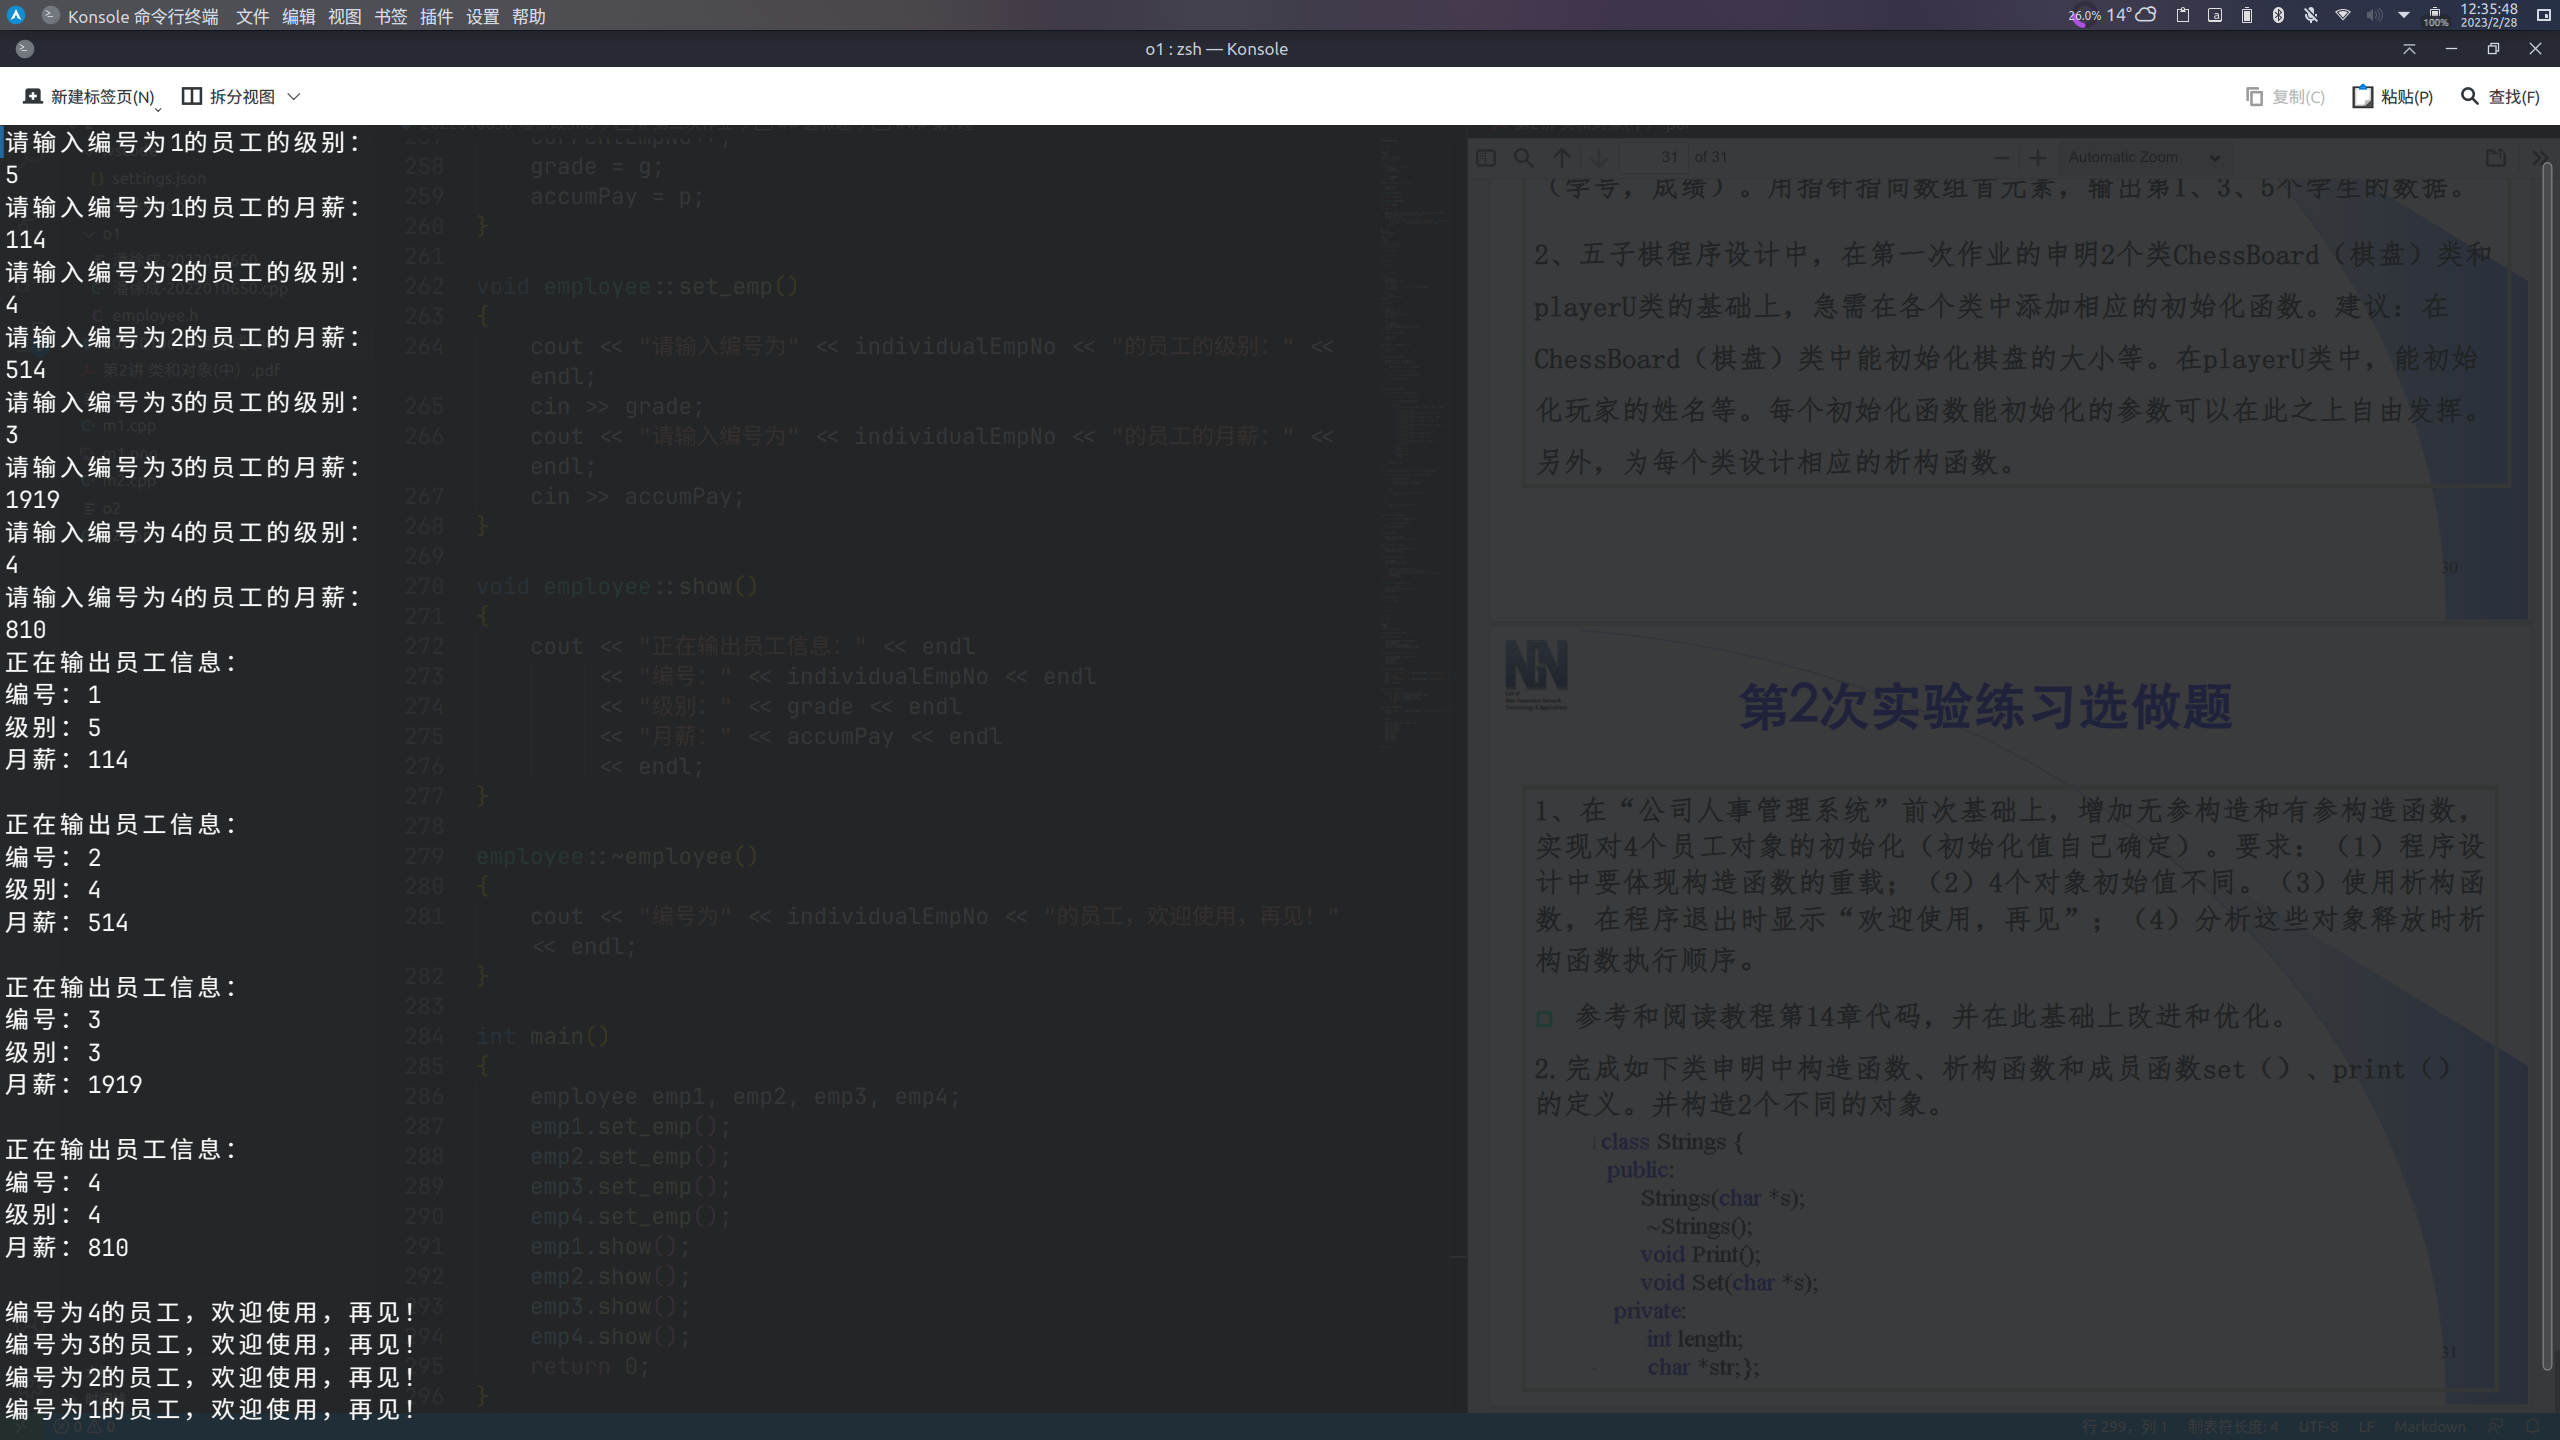 Konsole 命令行终端 文件 编辑 视图 书签 插件 设置 帮助
26.0% 14° 100% 12:35:48
2023/2/28
o1 : zsh — Konsole
新建标签页(N) 拆分视图 复制(C) 粘贴(P) 查找(F)
请输入编号为1的员工的级别：
5
请输入编号为1的员工的月薪：
114
请输入编号为2的员工的级别：
4
请输入编号为2的员工的月薪：
514
请输入编号为3的员工的级别：
3
请输入编号为3的员工的月薪：
1919
请输入编号为4的员工的级别：
4
请输入编号为4的员工的月薪：
810
正在输出员工信息：
编号：1
级别：5
月薪：114
正在输出员工信息：
编号：2
级别：4
月薪：514
正在输出员工信息：
编号：3
级别：3
月薪：1919
正在输出员工信息：
编号：4
级别：4
月薪：810
编号为4的员工，欢迎使用，再见！
编号为3的员工，欢迎使用，再见！
编号为2的员工，欢迎使用，再见！
编号为1的员工，欢迎使用，再见！
settings.json
o1
employee.h
第2讲 类和对象(中) .pdf
m1.cpp
m2.cpp
o2
258 grade = g;
259 accumPay = p;
260 }
261
262 void employee::set_emp()
263 {
264 cout << "请输入编号为" << individualEmpNo << "的员工的级别：" <<
endl;
265 cin >> grade;
266 cout << "请输入编号为" << individualEmpNo << "的员工的月薪：" <<
endl;
267 cin >> accumPay;
268 }
269
270 void employee::show()
271 {
272 cout << "正在输出员工信息：" << endl
273 << "编号：" << individualEmpNo << endl
274 << "级别：" << grade << endl
275 << "月薪：" << accumPay << endl
276 << endl;
277 }
278
279 employee::~employee()
280 {
281 cout << "编号为" << individualEmpNo << "的员工，欢迎使用，再见！"
<< endl;
282 }
283
284 int main()
285 {
286 employee emp1, emp2, emp3, emp4;
287 emp1.set_emp();
288 emp2.set_emp();
289 emp3.set_emp();
290 emp4.set_emp();
291 emp1.show();
292 emp2.show();
293 emp3.show();
294 emp4.show();
295 return 0;
296 }
31 of 31 Automatic Zoom
（学号，成绩）。用指针指向数组首元素，输出第1、3、5个学生的数据。
2、五子棋程序设计中，在第一次作业的申明2个类ChessBoard（棋盘）类和
playerU类的基础上，急需在各个类中添加相应的初始化函数。建议：在
ChessBoard（棋盘）类中能初始化棋盘的大小等。在playerU类中，能初始
化玩家的姓名等。每个初始化函数能初始化的参数可以在此之上自由发挥。
另外，为每个类设计相应的析构函数。
30
第2次实验练习选做题
1、在“公司人事管理系统”前次基础上，增加无参构造和有参构造函数，
实现对4个员工对象的初始化（初始化值自己确定）。要求：（1）程序设
计中要体现构造函数的重载；（2）4个对象初始值不同。（3）使用析构函
数，在程序退出时显示“欢迎使用，再见”；（4）分析这些对象释放时析
构函数执行顺序。
参考和阅读教程第14章代码，并在此基础上改进和优化。
2.完成如下类申明中构造函数、析构函数和成员函数set（）、print（）
的定义。并构造2个不同的对象。
class Strings {
public:
Strings(char *s);
~Strings();
void Print();
void Set(char *s);
private:
int length;
char *str;};
31
行 299，列 1 制表符长度: 4 UTF-8 LF Markdown